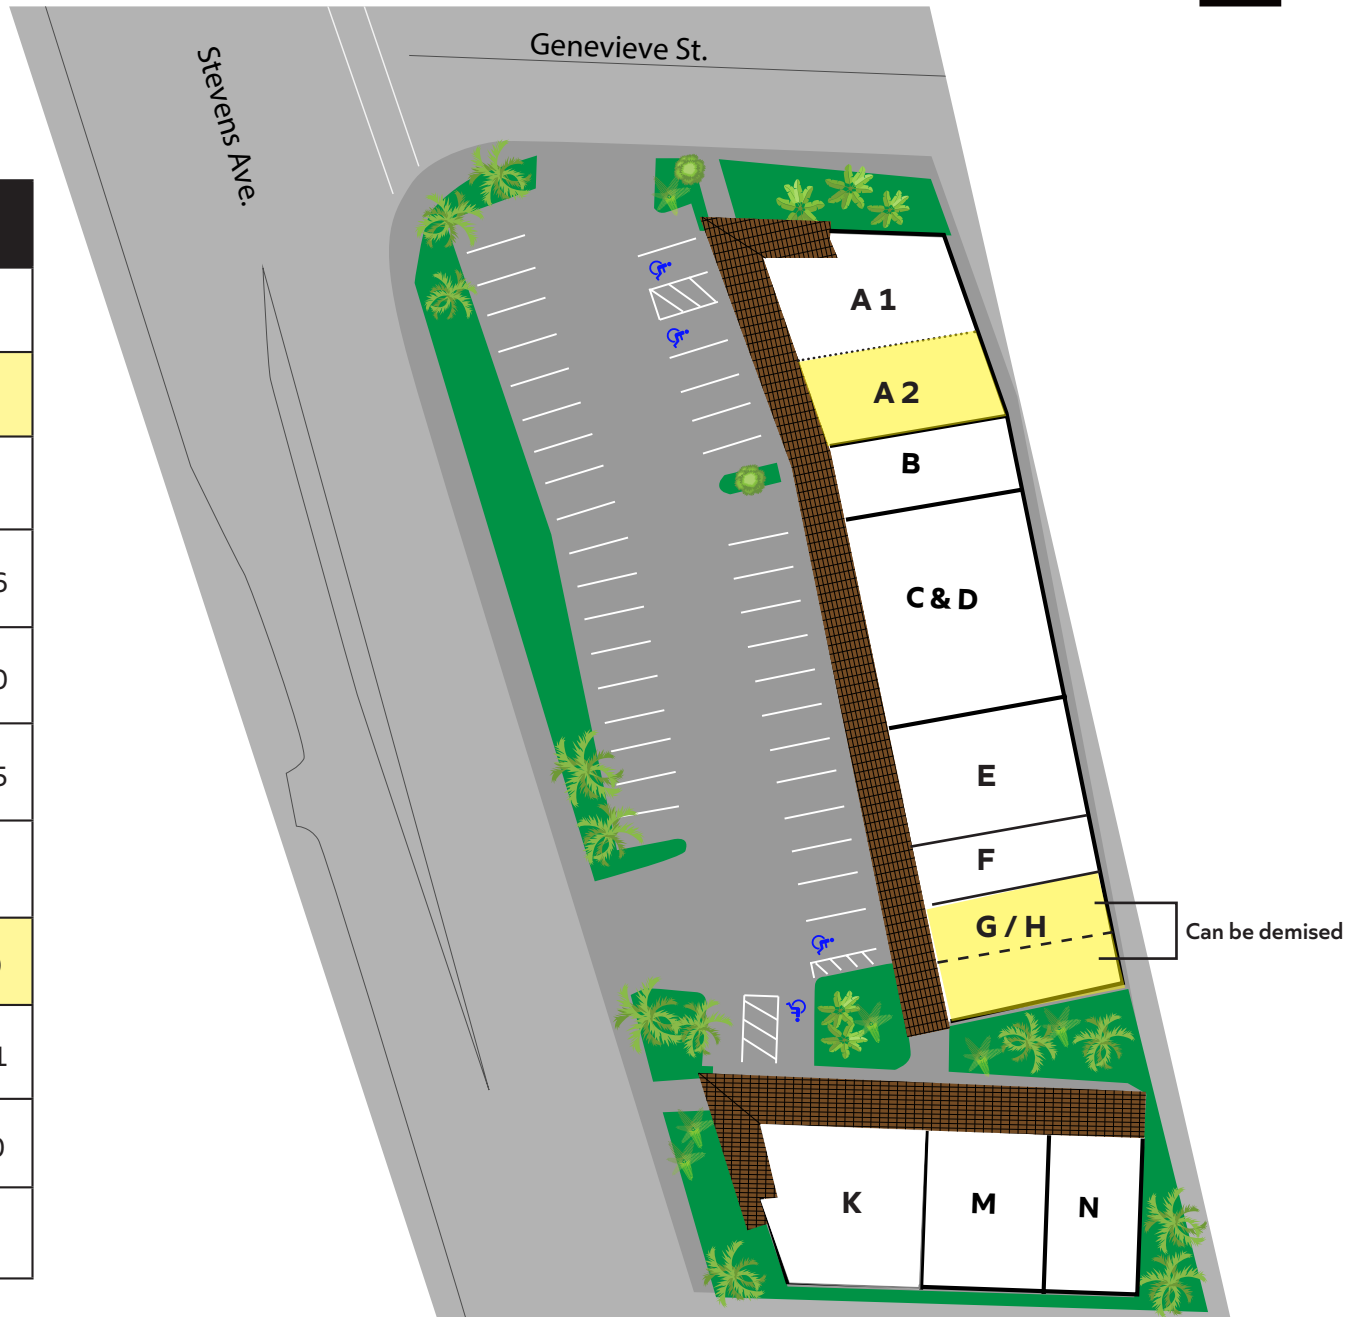 Genevieve St.
Stevens Ave.
A 1
A 2
B
C & D
E
F
G / H
Can be demised
K
M
N